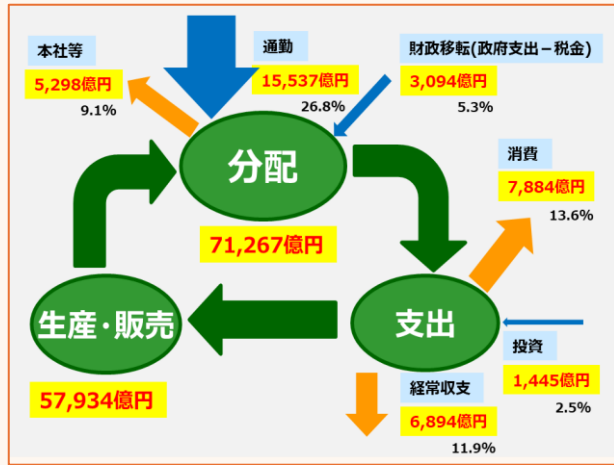 本社等
5,298億円
9.1%
通勤
15,537億円
26.8%
財政移転(政府支出－税金)
3,094億円
5.3%
分配
71,267億円
消費
7,884億円
13.6%
生産・販売
57,934億円
支出
投資
1,445億円
2.5%
経常収支
6,894億円
11.9%